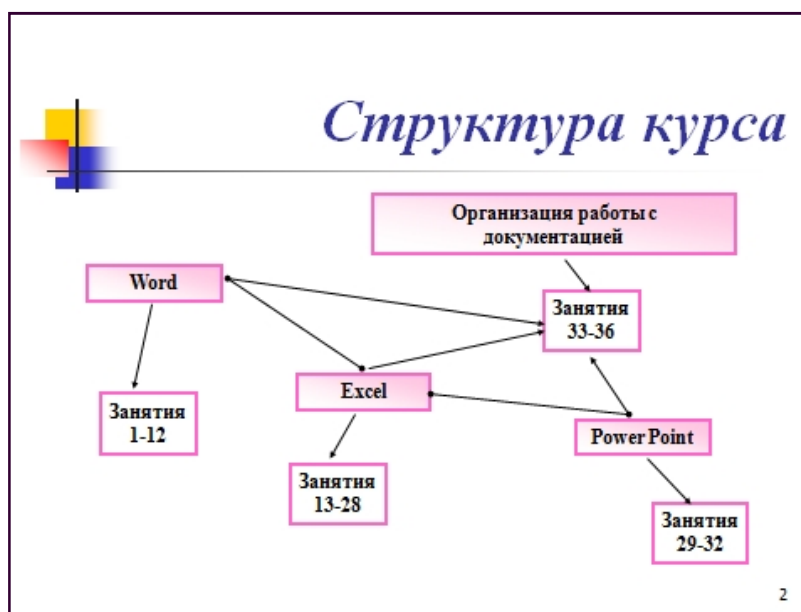 Структура курса
Организация работы с
документацией
Word
Занятия
33-36
Excel
Занятия
1-12
Power Point
Занятия
13-28
Занятия
29-32
2